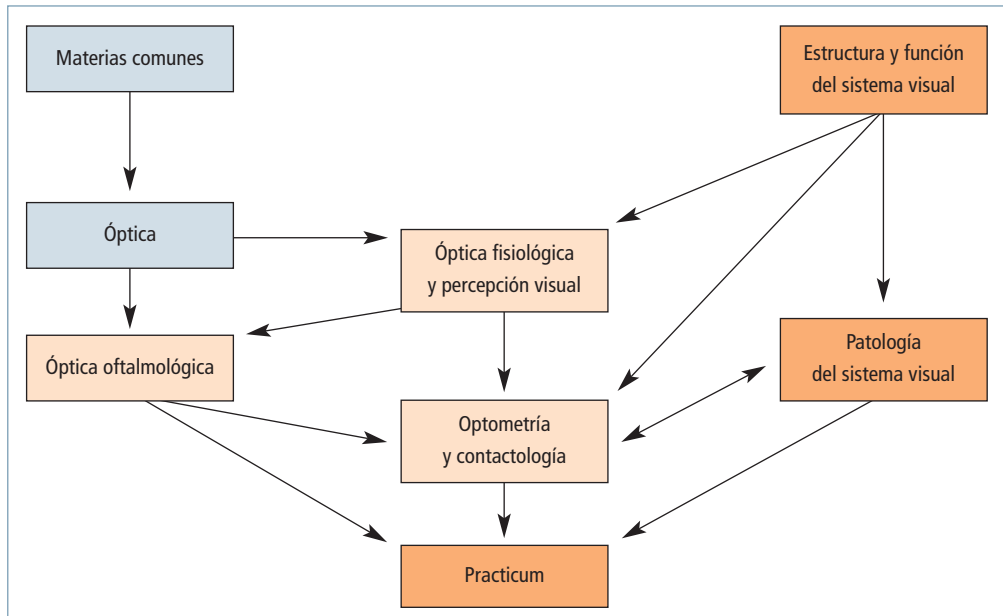 Materias comunes
Estructura y función
del sistema visual
Óptica
Óptica fisiológica
y percepción visual
Óptica oftalmológica
Patología
del sistema visual
Optometría
y contactología
Practicum